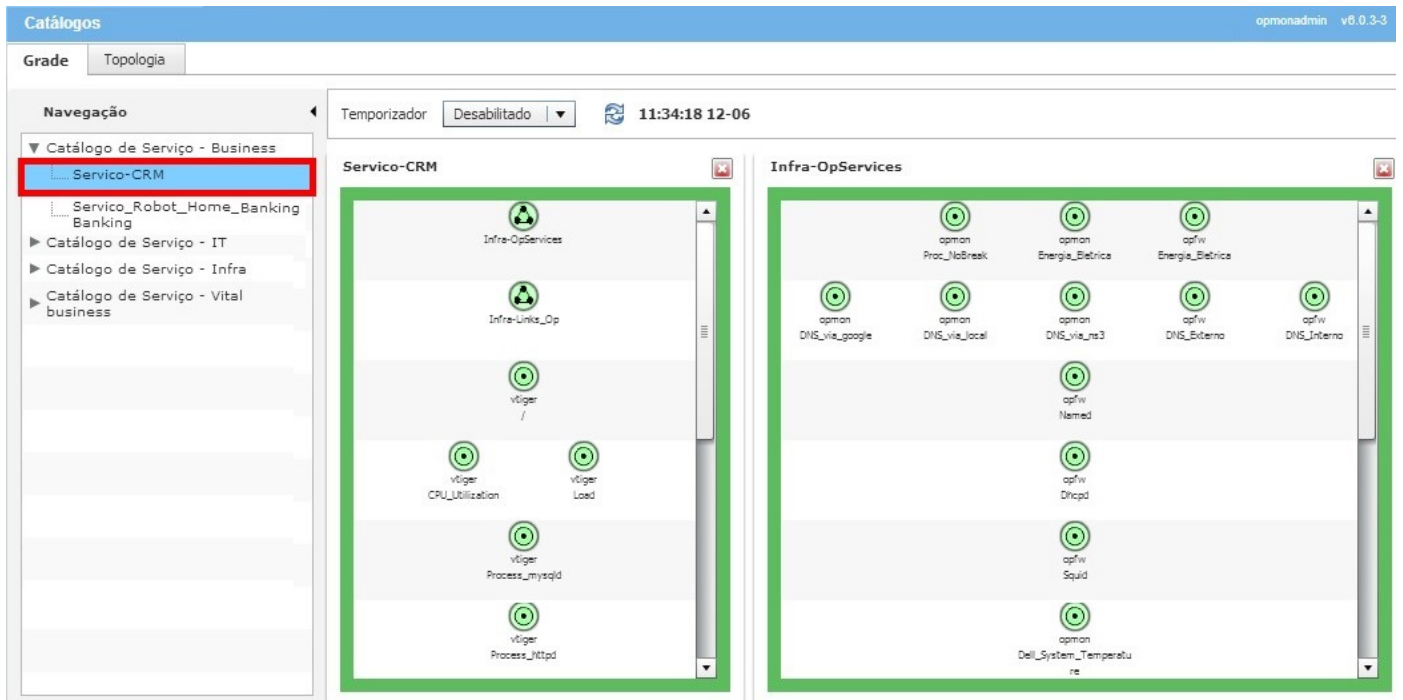 Catálogos
opmonadmin v6.0.3-3
Grade
Topologia
Navegação
Temporizador
Desabilitado
11:34:18 12-06
Catálogo de Serviço - Business
Servico-CRM
Servico_Robot_Home_Banking
Banking
Catálogo de Serviço - IT
Catálogo de Serviço - Infra
Catálogo de Serviço - Vital
business
Servico-CRM
Infra-OpServices
Infra-Links_Op
vtiger
/
vtiger
CPU_Utilization
vtiger
Load
vtiger
Process_mysqld
vtiger
Process_httpd
Infra-OpServices
opmon
Proc_NoBreak
opmon
Energia_Eletrica
opfw
Energia_Eletrica
opmon
DNS_via_google
opmon
DNS_via_local
opmon
DNS_via_ns3
opfw
DNS_Externo
opfw
DNS_Interno
opfw
Named
opfw
Dhcpd
opfw
Squid
opmon
Dell_System_Temperatu
re